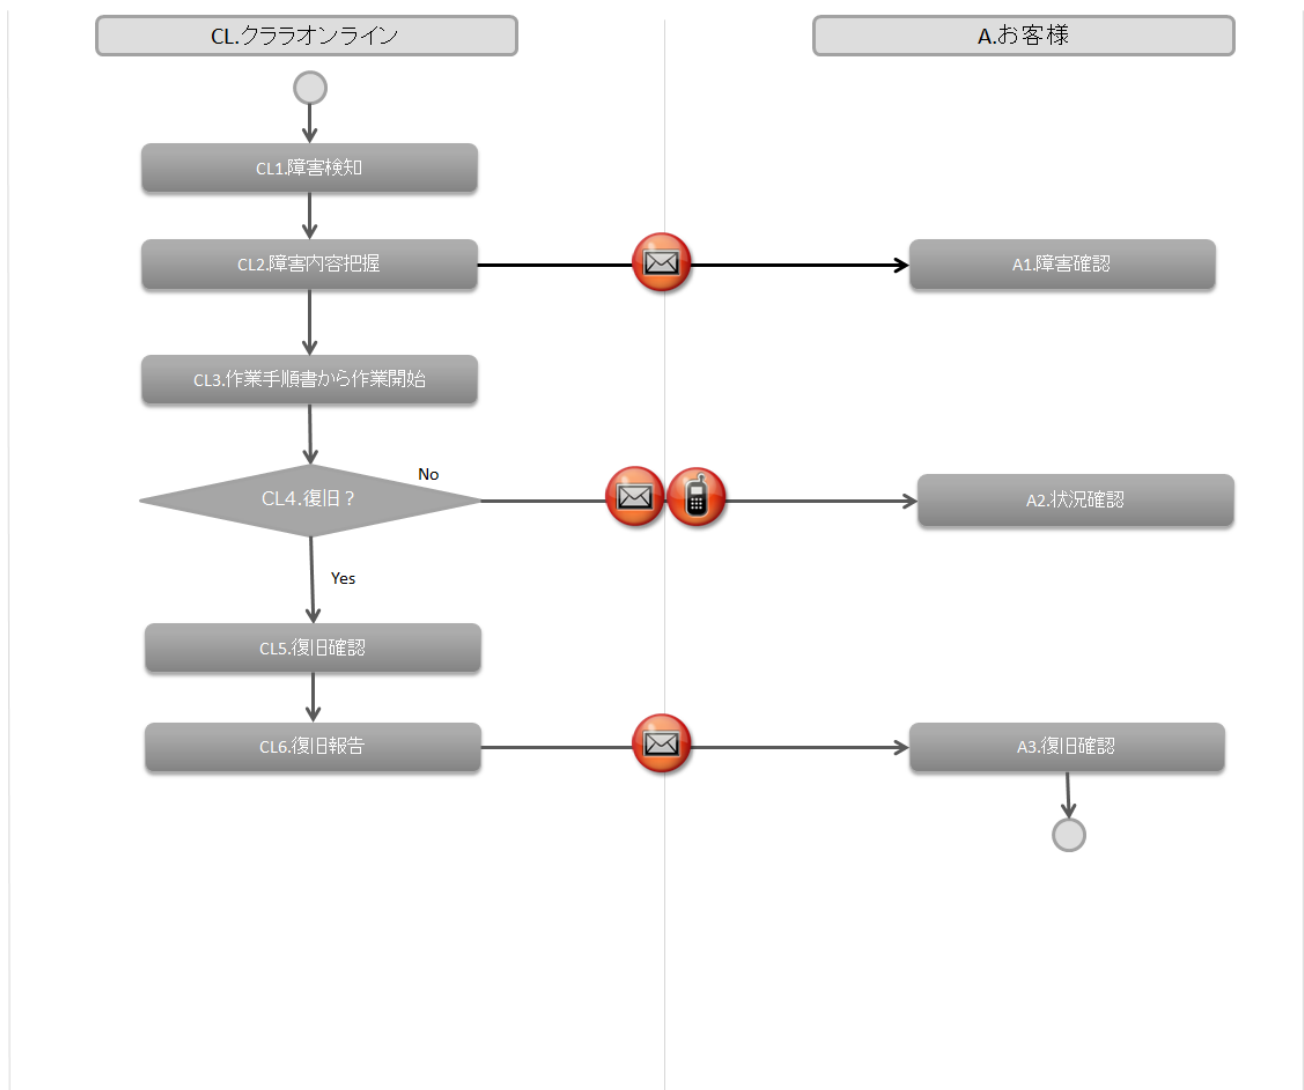 CL.クララオンライン
A.お客様
CL1.障害検知
CL2.障害内容把握
A1.障害確認
CL3.作業手順書から作業開始
CL4.復旧？
No
A2.状況確認
Yes
CL5.復旧確認
CL6.復旧報告
A3.復旧確認